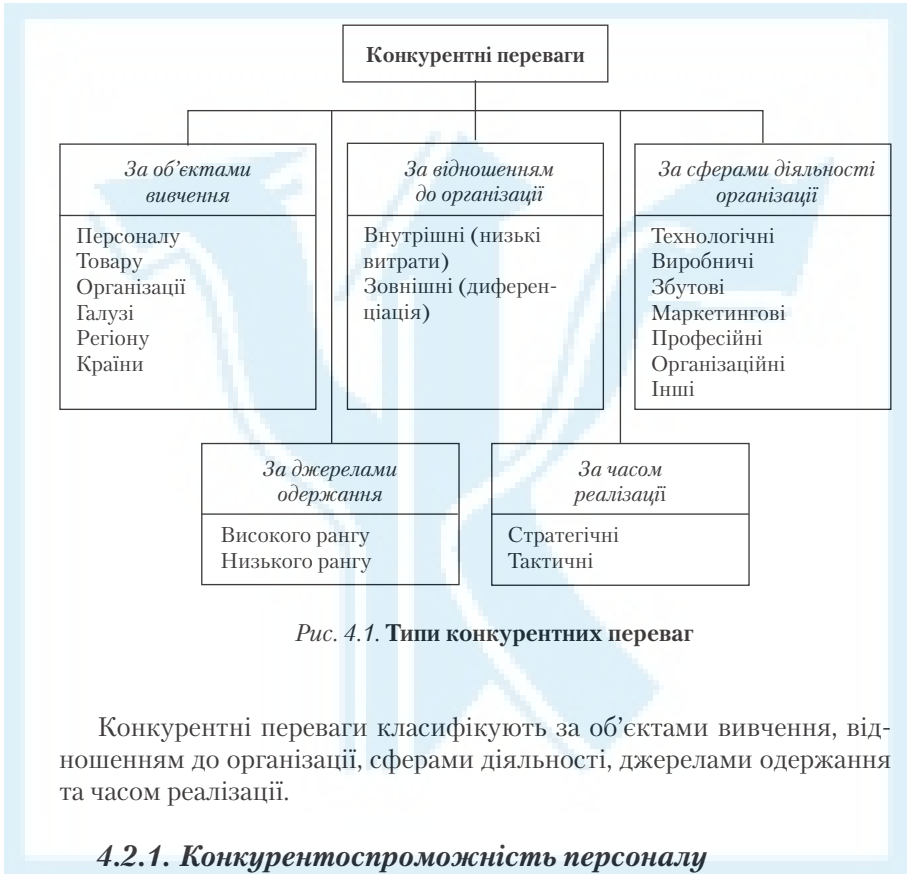 Конкурентні переваги
За об’єктами
вивчення
Персоналу
Товару
Організації
Галузі
Регіону
Країни
За відношенням
до організації
Внутрішні (низькі
витрати)
Зовнішні (диферен-
ціація)
За сферами діяльності
організації
Технологічні
Виробничі
Збутові
Маркетингові
Професійні
Організаційні
Інші
За джерелами
одержання
Високого рангу
Низького рангу
За часом
реалізації
Стратегічні
Тактичні
Рис. 4.1. Типи конкурентних переваг
Конкурентні переваги класифікують за об’єктами вивчення, від-
ношенням до організації, сферами діяльності, джерелами одержання
та часом реалізації.
4.2.1. Конкурентоспроможність персоналу